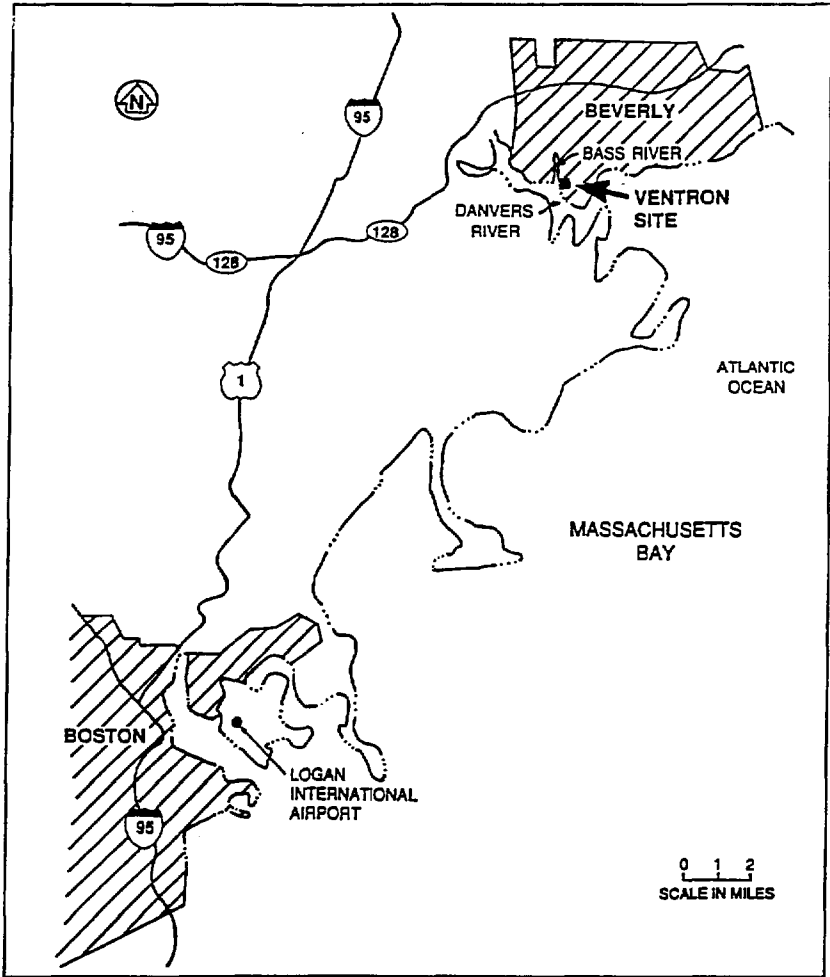 N
95
BEVERLY
BASS RIVER
DANVERS
RIVER
VENTRON
SITE
95
128
128
1
ATLANTIC
OCEAN
MASSACHUSETTS
BAY
BOSTON
LOGAN
INTERNATIONAL
AIRPORT
95
0 1 2
SCALE IN MILES